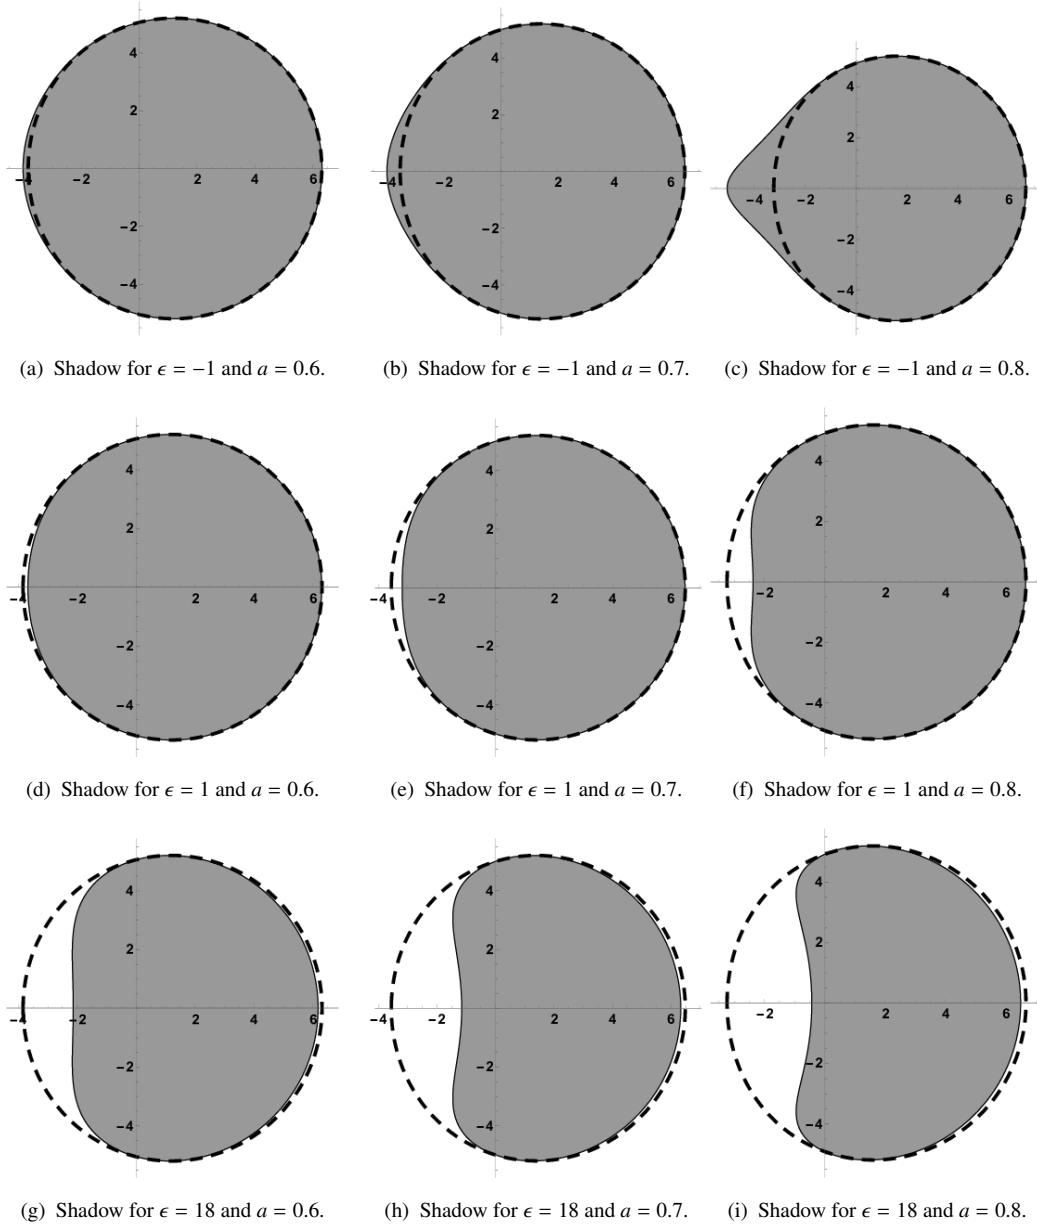 4
2
−4 −2 2 4 6
−2
−4
4
2
−4 2 4 6
−2
−4
4
2
−4 −2 2 4 6
−2
−4
(a) Shadow for ϵ = −1 and a = 0.6.
(b) Shadow for ϵ = −1 and a = 0.7.
(c) Shadow for ϵ = −1 and a = 0.8.
4
2
−4 −2 2 4 6
−2
−4
4
2
−4 −2 2 4 6
−2
−4
4
2
−2 2 4 6
−2
−4
(d) Shadow for ϵ = 1 and a = 0.6.
(e) Shadow for ϵ = 1 and a = 0.7.
(f) Shadow for ϵ = 1 and a = 0.8.
4
2
−4 −2 2 4 6
−2
−4
4
2
−4 −2 2 4 6
−2
−4
4
2
−2 2 4 6
−2
−4
(g) Shadow for ϵ = 18 and a = 0.6.
(h) Shadow for ϵ = 18 and a = 0.7.
(i) Shadow for ϵ = 18 and a = 0.8.